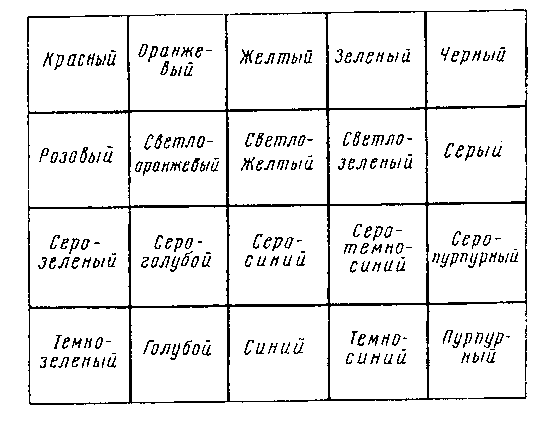 Красный
Оранже-
вый
Желтый
Зеленый
Черный
Розовый
Светло-
оранжевый
Светло-
Желтый
Светло-
зеленый
Серый
Серо-
зеленый
Серо-
голубой
Серо-
синий
Серо-
темно-
синий
Серо-
пурпурный
Темно-
зеленый
Голубой
Синий
Темно-
синий
Пурпур-
ный